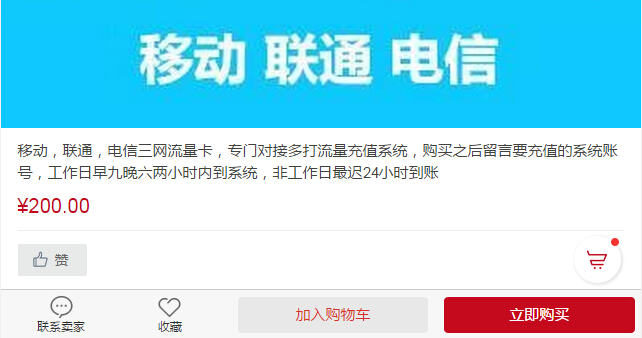 移动 联通 电信
移动，联通，电信三网流量卡，专门对接多打流量充值系统，购买之后留言要充值的系统账
号，工作日早九晚六两小时内到系统，非工作日最迟24小时到账
¥200.00
赞
联系卖家
收藏
加入购物车
立即购买